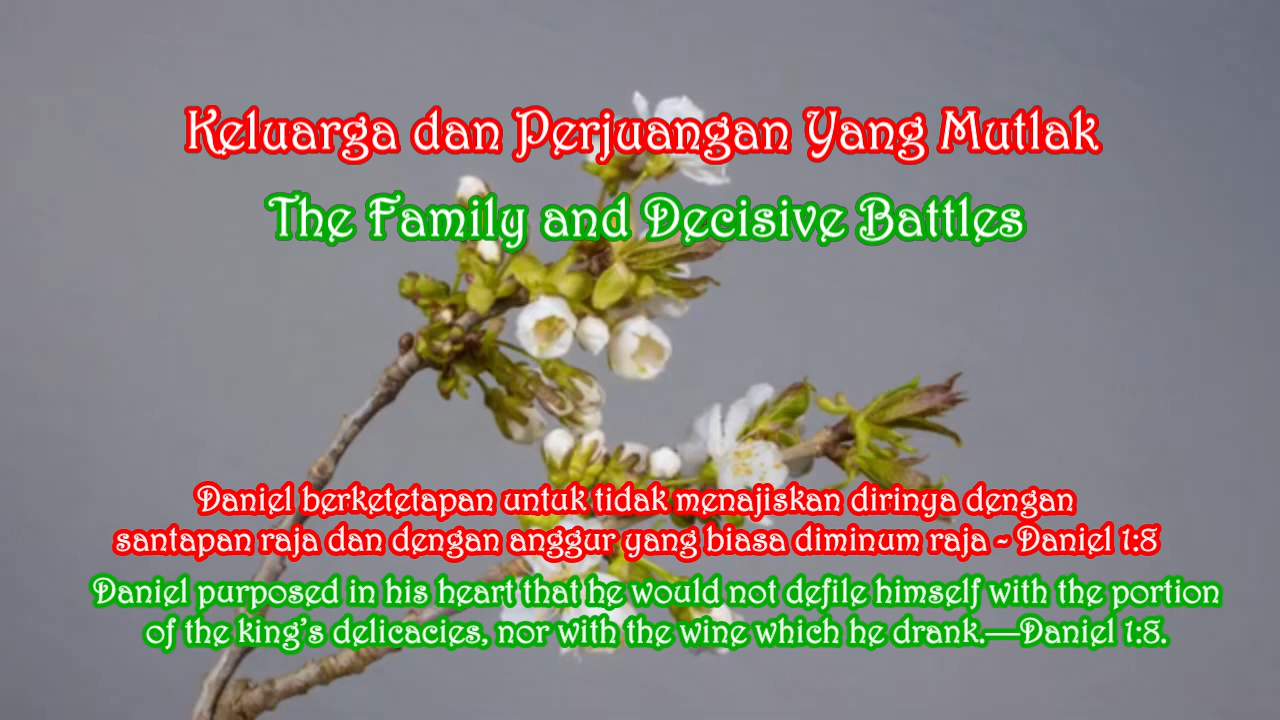 Keluarga dan Perjuangan Yang Mutlak
The Family and Decisive Battles
Daniel berketetapan untuk tidak menajiskan dirinya dengan
santapan raja dan dengan anggur yang biasa diminum raja ~ Daniel 1:8
Daniel purposed in his heart that he would not defile himself with the portion
of the king’s delicacies, nor with the wine which he drank.—Daniel 1:8.